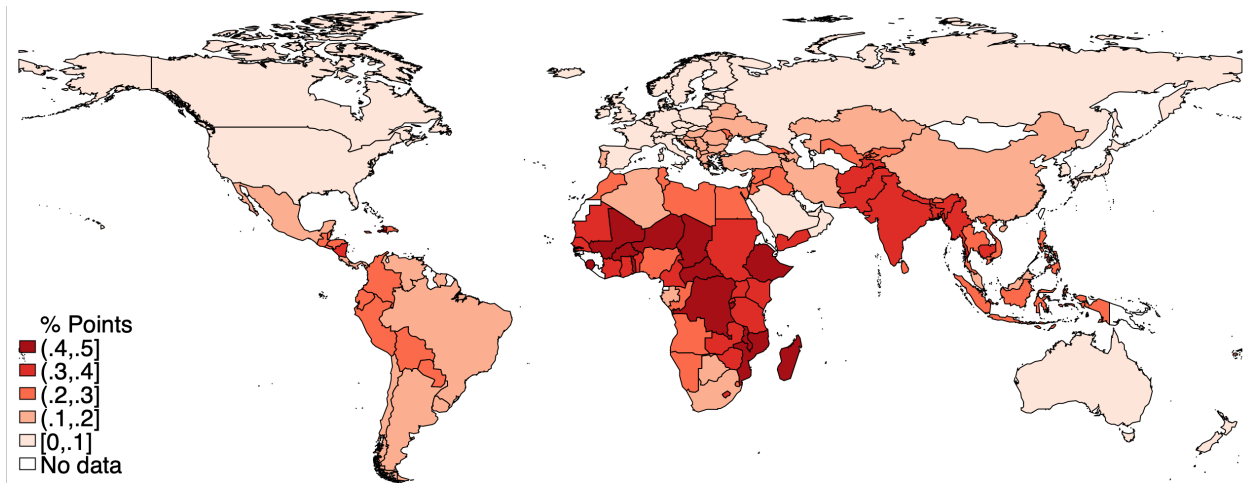 % Points
(.4,.5]
(.3,.4]
(.2,.3]
(.1,.2]
[0,.1]
No data